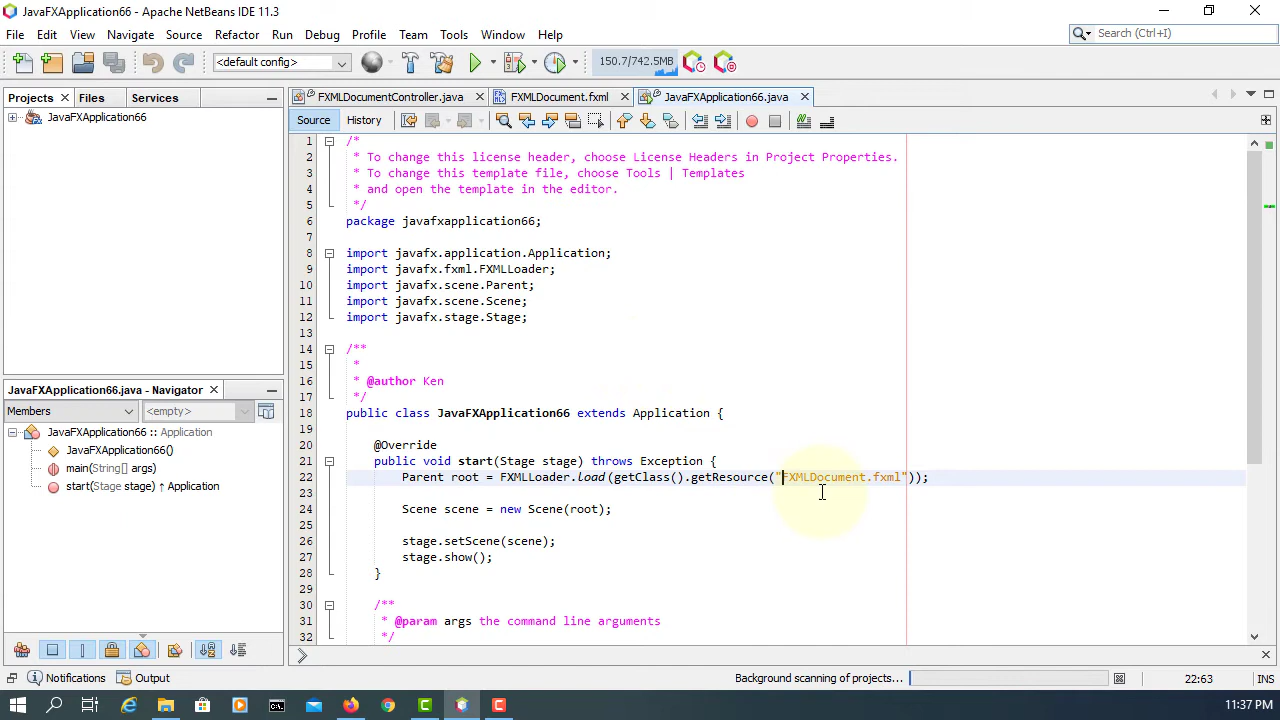 JavaFXApplication66 - Apache NetBeans IDE 11.3
File Edit View Navigate Source Refactor Run Debug Profile Team Tools Window Help
Search (Ctrl+I)
<default config>
150.7/742.5MB
Projects Files Services
FXMLDocumentController.java FXMLDocument.fxml JavaFXApplication66.java
JavaFXApplication66
Source History
1 /*
2 * To change this license header, choose License Headers in Project Properties.
3 * To change this template file, choose Tools | Templates
4 * and open the template in the editor.
5 */
6 package javafxapplication66;
7
8 import javafx.application.Application;
9 import javafx.fxml.FXMLLoader;
10 import javafx.scene.Parent;
11 import javafx.scene.Scene;
12 import javafx.stage.Stage;
13
14 /**
15 *
16 * @author Ken
17 */
18 public class JavaFXApplication66 extends Application {
19
20 @Override
21 public void start(Stage stage) throws Exception {
22 Parent root = FXMLLoader.load(getClass().getResource("FXMLDocument.fxml"));
23
24 Scene scene = new Scene(root);
25
26 stage.setScene(scene);
27 stage.show();
28 }
29
30 /**
31 * @param args the command line arguments
32 */
JavaFXApplication66.java - Navigator
Members <empty>
JavaFXApplication66 :: Application
JavaFXApplication66()
main(String[] args)
start(Stage stage) ↑ Application
Notifications Output
Background scanning of projects...
22:63 INS
11:37 PM